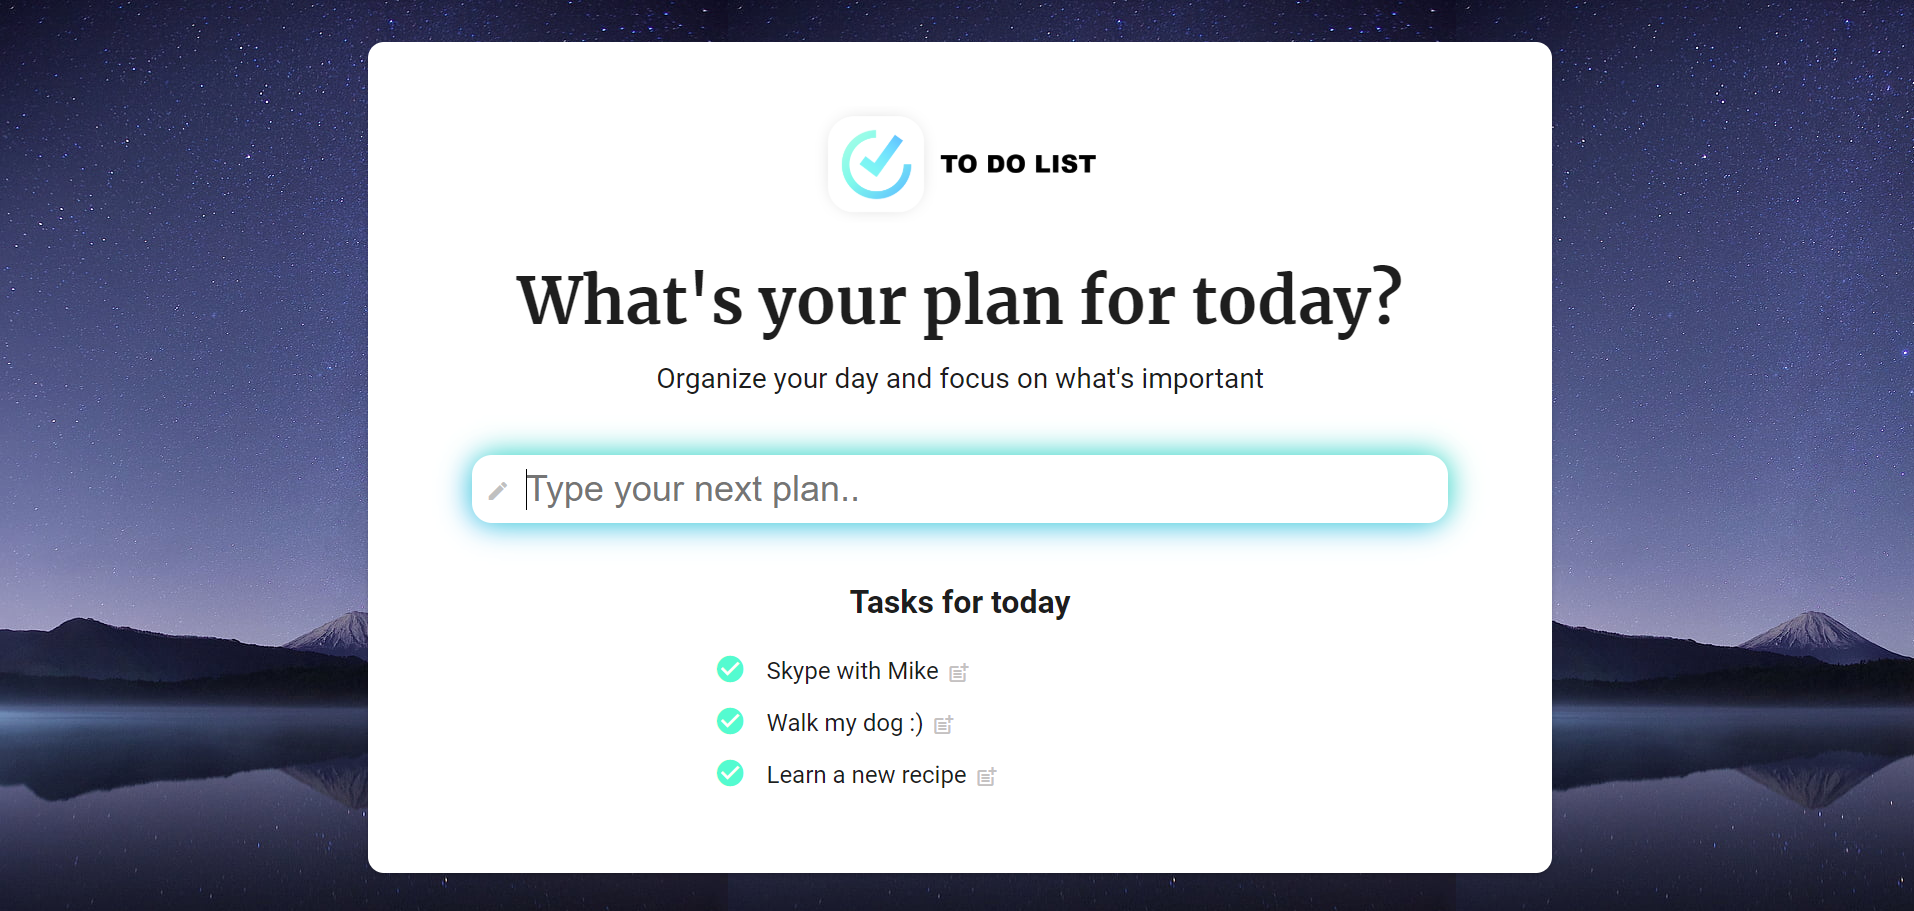 TO DO LIST
What's your plan for today?
Organize your day and focus on what's important
Type your next plan..
Tasks for today
Skype with Mike
Walk my dog :)
Learn a new recipe